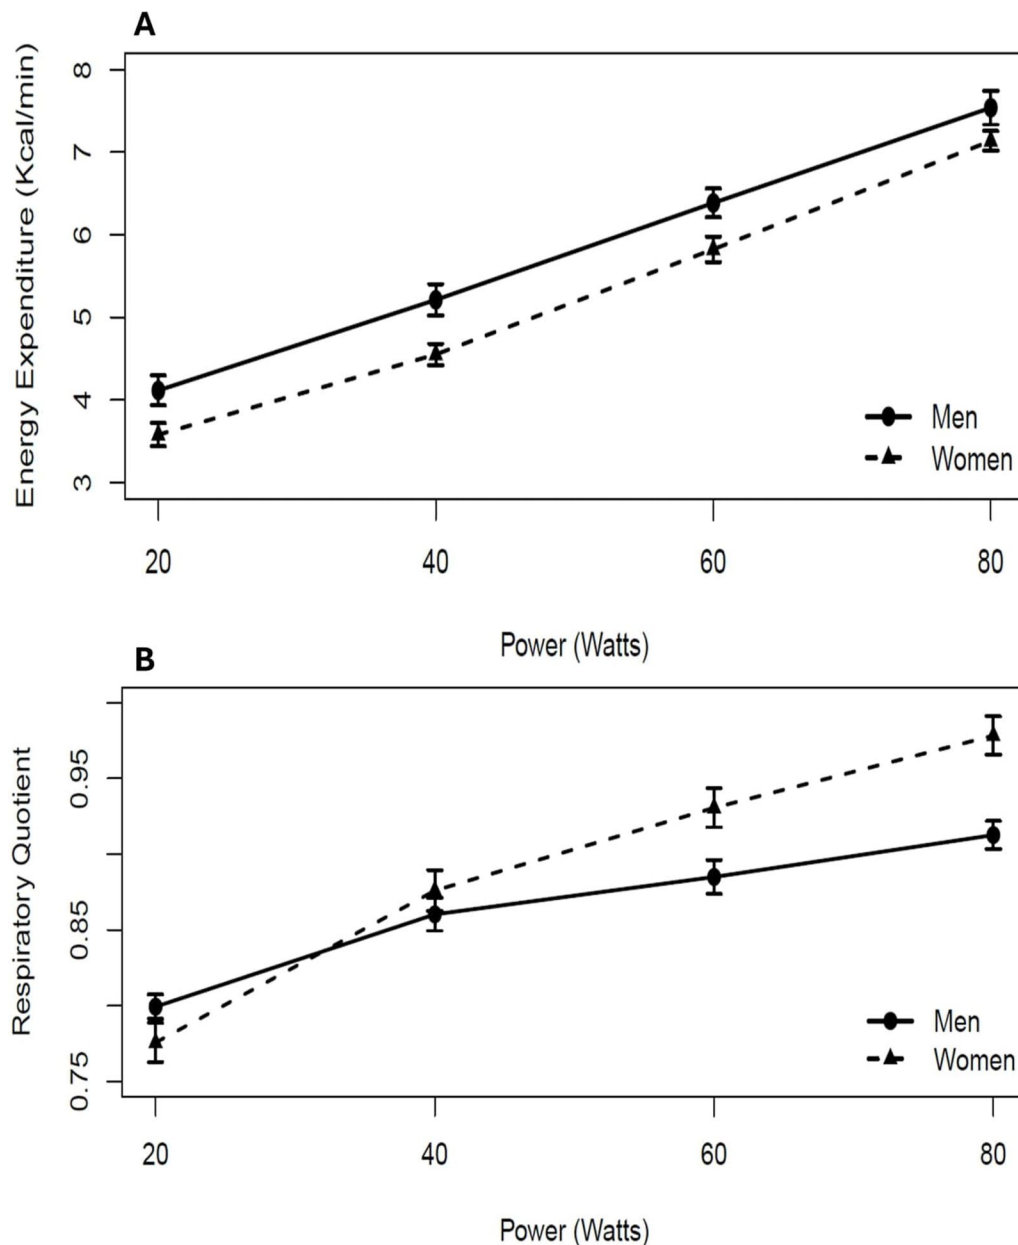 A
Energy Expenditure (Kcal/min)
8
7
6
5
4
3
Men
Women
20 40 60 80
Power (Watts)
B
Respiratory Quotient
0.95
0.85
0.75
Men
Women
20 40 60 80
Power (Watts)